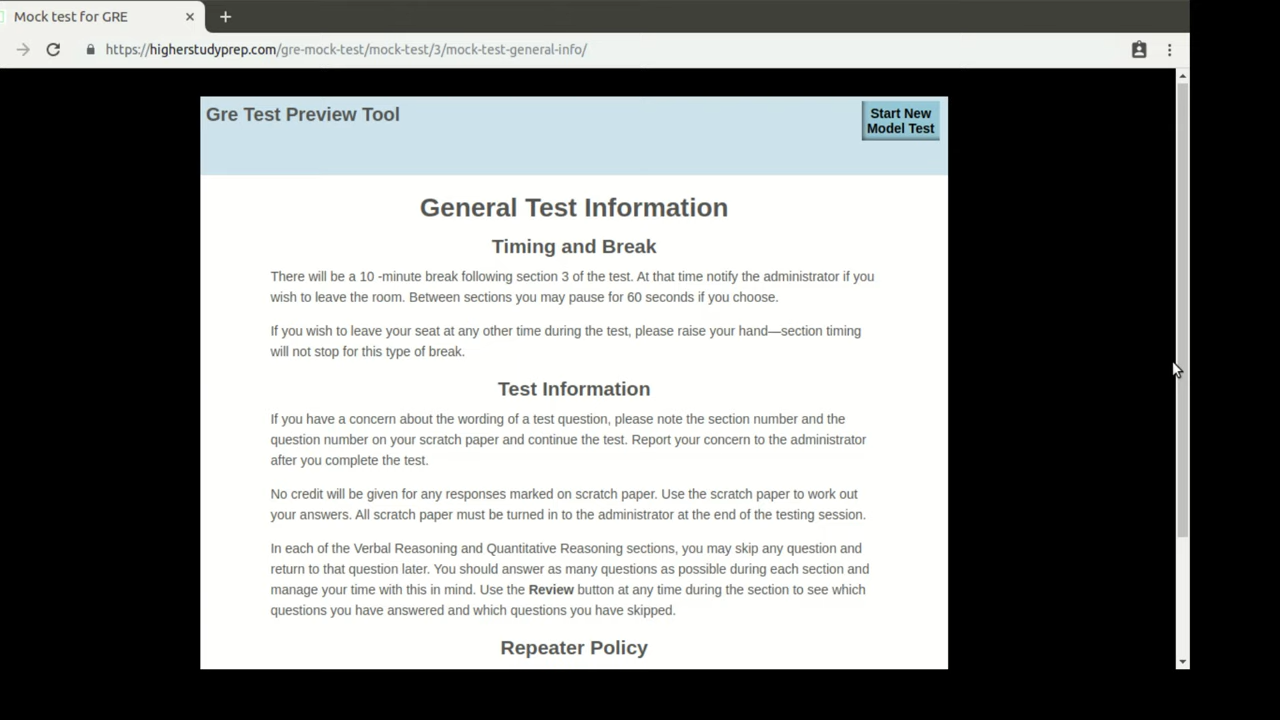 Mock test for GRE
https://higherstudyprep.com/gre-mock-test/mock-test/3/mock-test-general-info/
Gre Test Preview Tool
Start New
Model Test
General Test Information
Timing and Break
There will be a 10 -minute break following section 3 of the test. At that time notify the administrator if you
wish to leave the room. Between sections you may pause for 60 seconds if you choose.
If you wish to leave your seat at any other time during the test, please raise your hand—section timing
will not stop for this type of break.
Test Information
If you have a concern about the wording of a test question, please note the section number and the
question number on your scratch paper and continue the test. Report your concern to the administrator
after you complete the test.
No credit will be given for any responses marked on scratch paper. Use the scratch paper to work out
your answers. All scratch paper must be turned in to the administrator at the end of the testing session.
In each of the Verbal Reasoning and Quantitative Reasoning sections, you may skip any question and
return to that question later. You should answer as many questions as possible during each section and
manage your time with this in mind. Use the Review button at any time during the section to see which
questions you have answered and which questions you have skipped.
Repeater Policy